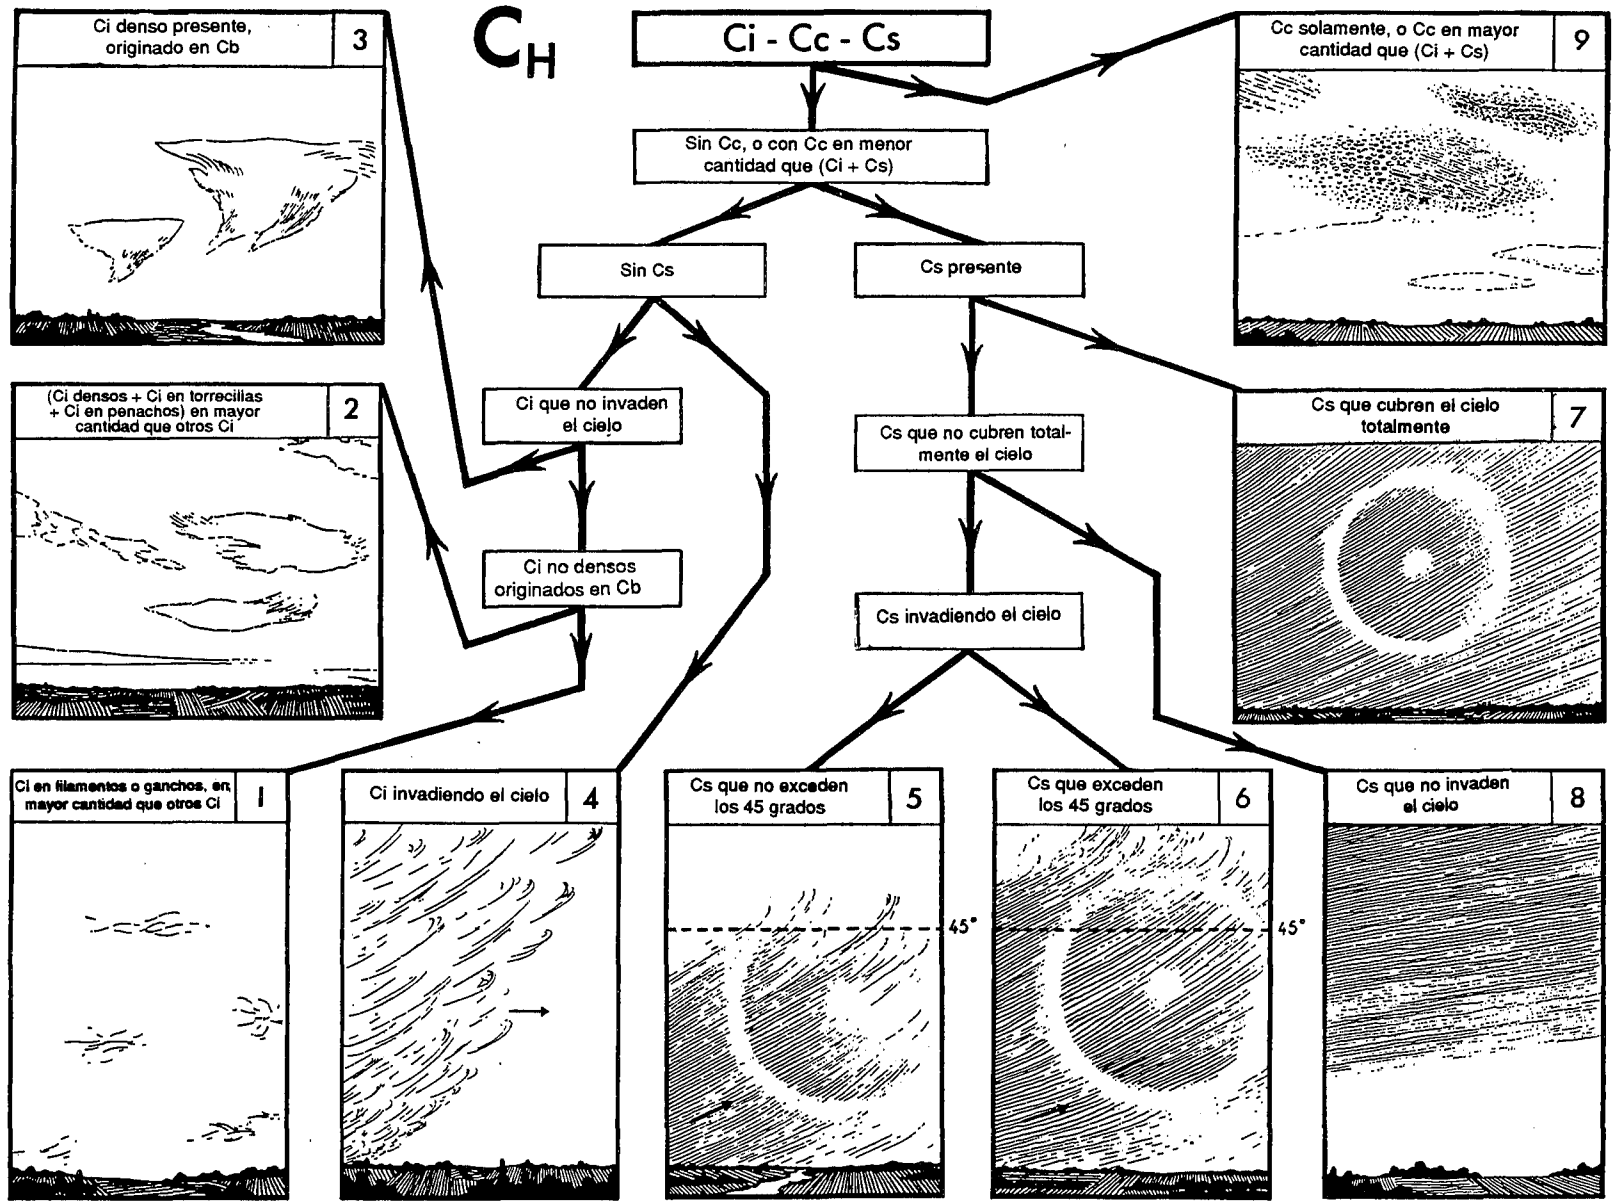 Ci denso presente,
originado en Cb
3
CH
Ci - Cc - Cs
Cc solamente, o Cc en mayor
cantidad que (Ci + Cs)
9
Sin Cc, o con Cc en menor
cantidad que (Ci + Cs)
Sin Cs
Cs presente
(Ci densos + Ci en torrecillas
+ Ci en penachos) en mayor
cantidad que otros Ci
2
Ci que no invaden
el cielo
Cs que no cubren total-
mente el cielo
Cs que cubren el cielo
totalmente
7
Ci no densos
originados en Cb
Cs invadiendo el cielo
Ci en filamentos o ganchos, en
mayor cantidad que otros Ci
1
Ci invadiendo el cielo
4
Cs que no exceden
los 45 grados
5
45°
Cs que exceden
los 45 grados
6
45°
Cs que no invaden
el cielo
8